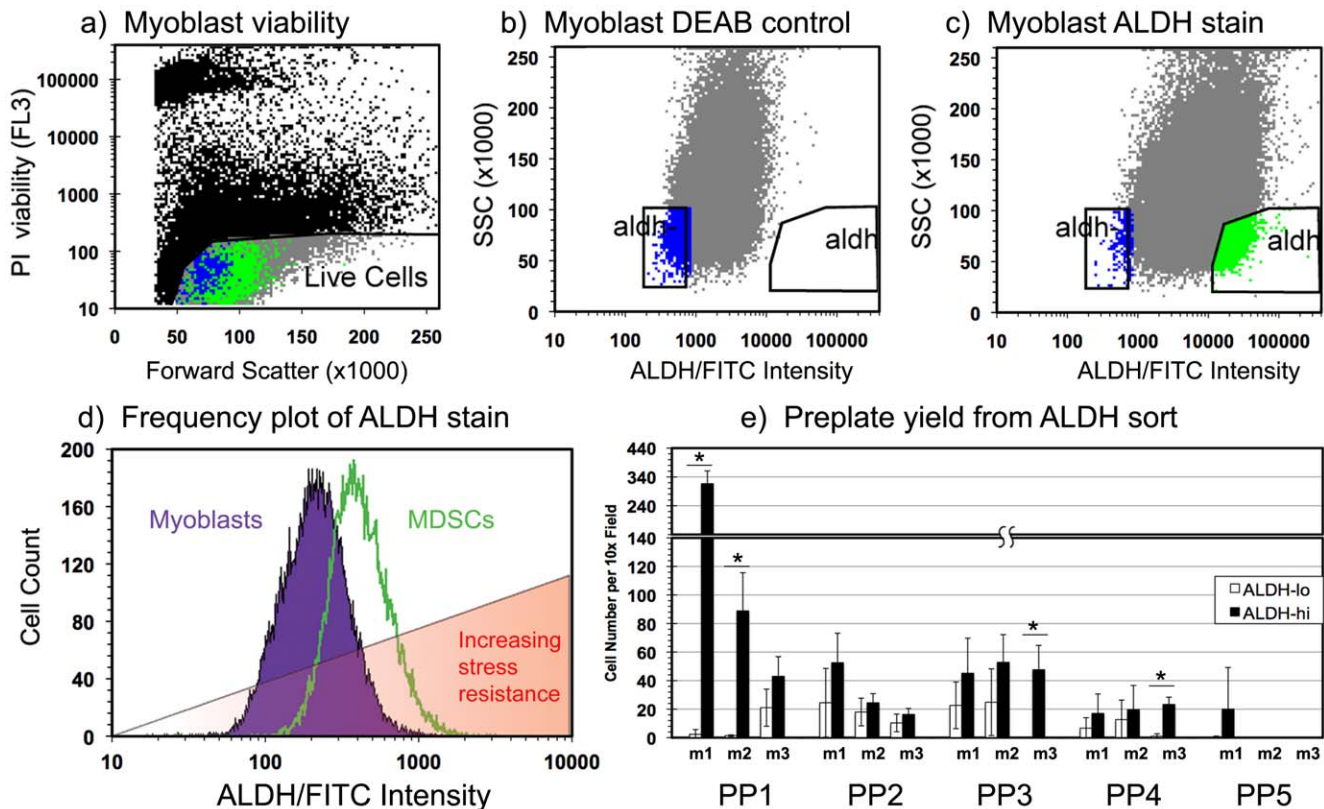 a) Myoblast viability
PI viability (FL3)
100000
10000
1000
100
10
Live Cells
0
50
100
150
200
250
Forward Scatter (x1000)
b) Myoblast DEAB control
SSC (x1000)
250
200
150
100
50
0
aldh-
aldh
10
100
1000
10000
100000
ALDH/FITC Intensity
c) Myoblast ALDH stain
SSC (x1000)
250
200
150
100
50
0
aldh-
aldh
10
100
1000
10000
100000
ALDH/FITC Intensity
d) Frequency plot of ALDH stain
Cell Count
200
160
120
80
40
0
Myoblasts
MDSCs
Increasing
stress
resistance
10
100
1000
10000
ALDH/FITC Intensity
e) Preplate yield from ALDH sort
Cell Number per 10x Field
440
340
240
140
120
100
80
60
40
20
0
*
*
*
*
ALDH-lo
ALDH-hi
m1 m2 m3 m1 m2 m3 m1 m2 m3 m1 m2 m3 m1 m2 m3
PP1 PP2 PP3 PP4 PP5